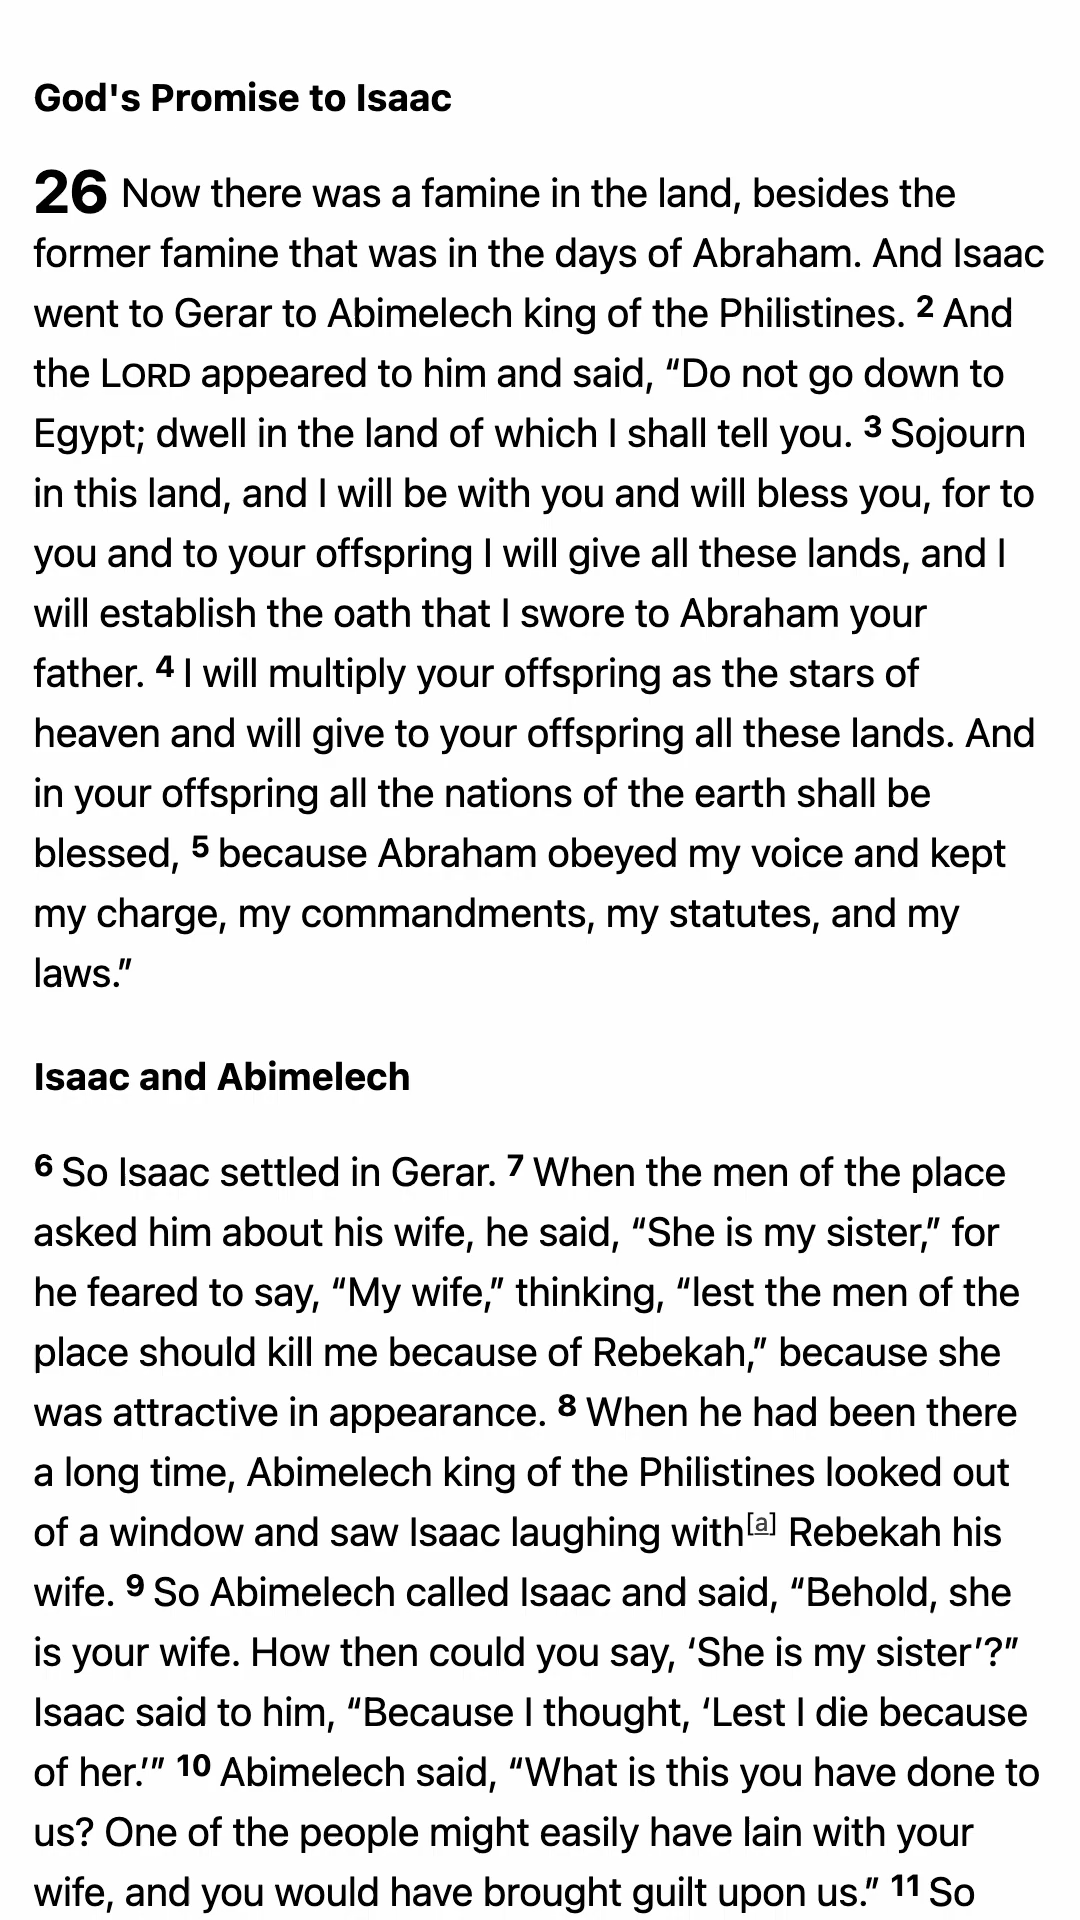 God's Promise to Isaac
26 Now there was a famine in the land, besides the
former famine that was in the days of Abraham. And Isaac
went to Gerar to Abimelech king of the Philistines. 2 And
the LORD appeared to him and said, “Do not go down to
Egypt; dwell in the land of which I shall tell you. 3 Sojourn
in this land, and I will be with you and will bless you, for to
you and to your offspring I will give all these lands, and I
will establish the oath that I swore to Abraham your
father. 4 I will multiply your offspring as the stars of
heaven and will give to your offspring all these lands. And
in your offspring all the nations of the earth shall be
blessed, 5 because Abraham obeyed my voice and kept
my charge, my commandments, my statutes, and my
laws.”
Isaac and Abimelech
6 So Isaac settled in Gerar. 7 When the men of the place
asked him about his wife, he said, “She is my sister,” for
he feared to say, “My wife,” thinking, “lest the men of the
place should kill me because of Rebekah,” because she
was attractive in appearance. 8 When he had been there
a long time, Abimelech king of the Philistines looked out
of a window and saw Isaac laughing with[a] Rebekah his
wife. 9 So Abimelech called Isaac and said, “Behold, she
is your wife. How then could you say, ‘She is my sister’?”
Isaac said to him, “Because I thought, ‘Lest I die because
of her.’” 10 Abimelech said, “What is this you have done to
us? One of the people might easily have lain with your
wife, and you would have brought guilt upon us.” 11 So